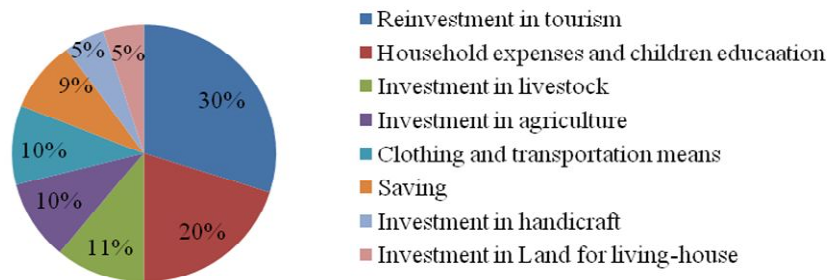 5%
5%
9%
30%
10%
10%
20%
11%
Reinvestment in tourism
Household expenses and children educaation
Investment in livestock
Investment in agriculture
Clothing and transportation means
Saving
Investment in handicraft
Investment in Land for living-house